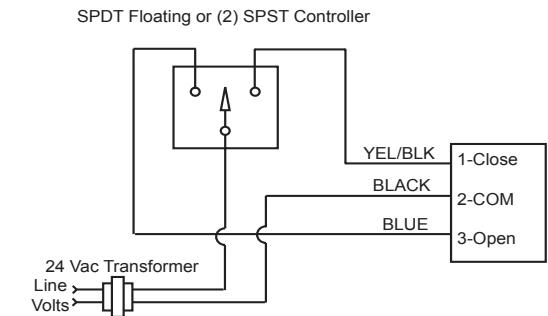 SPDT Floating or (2) SPST Controller
YEL/BLK
1-Close
BLACK
2-COM
BLUE
3-Open
24 Vac Transformer
Line
Volts